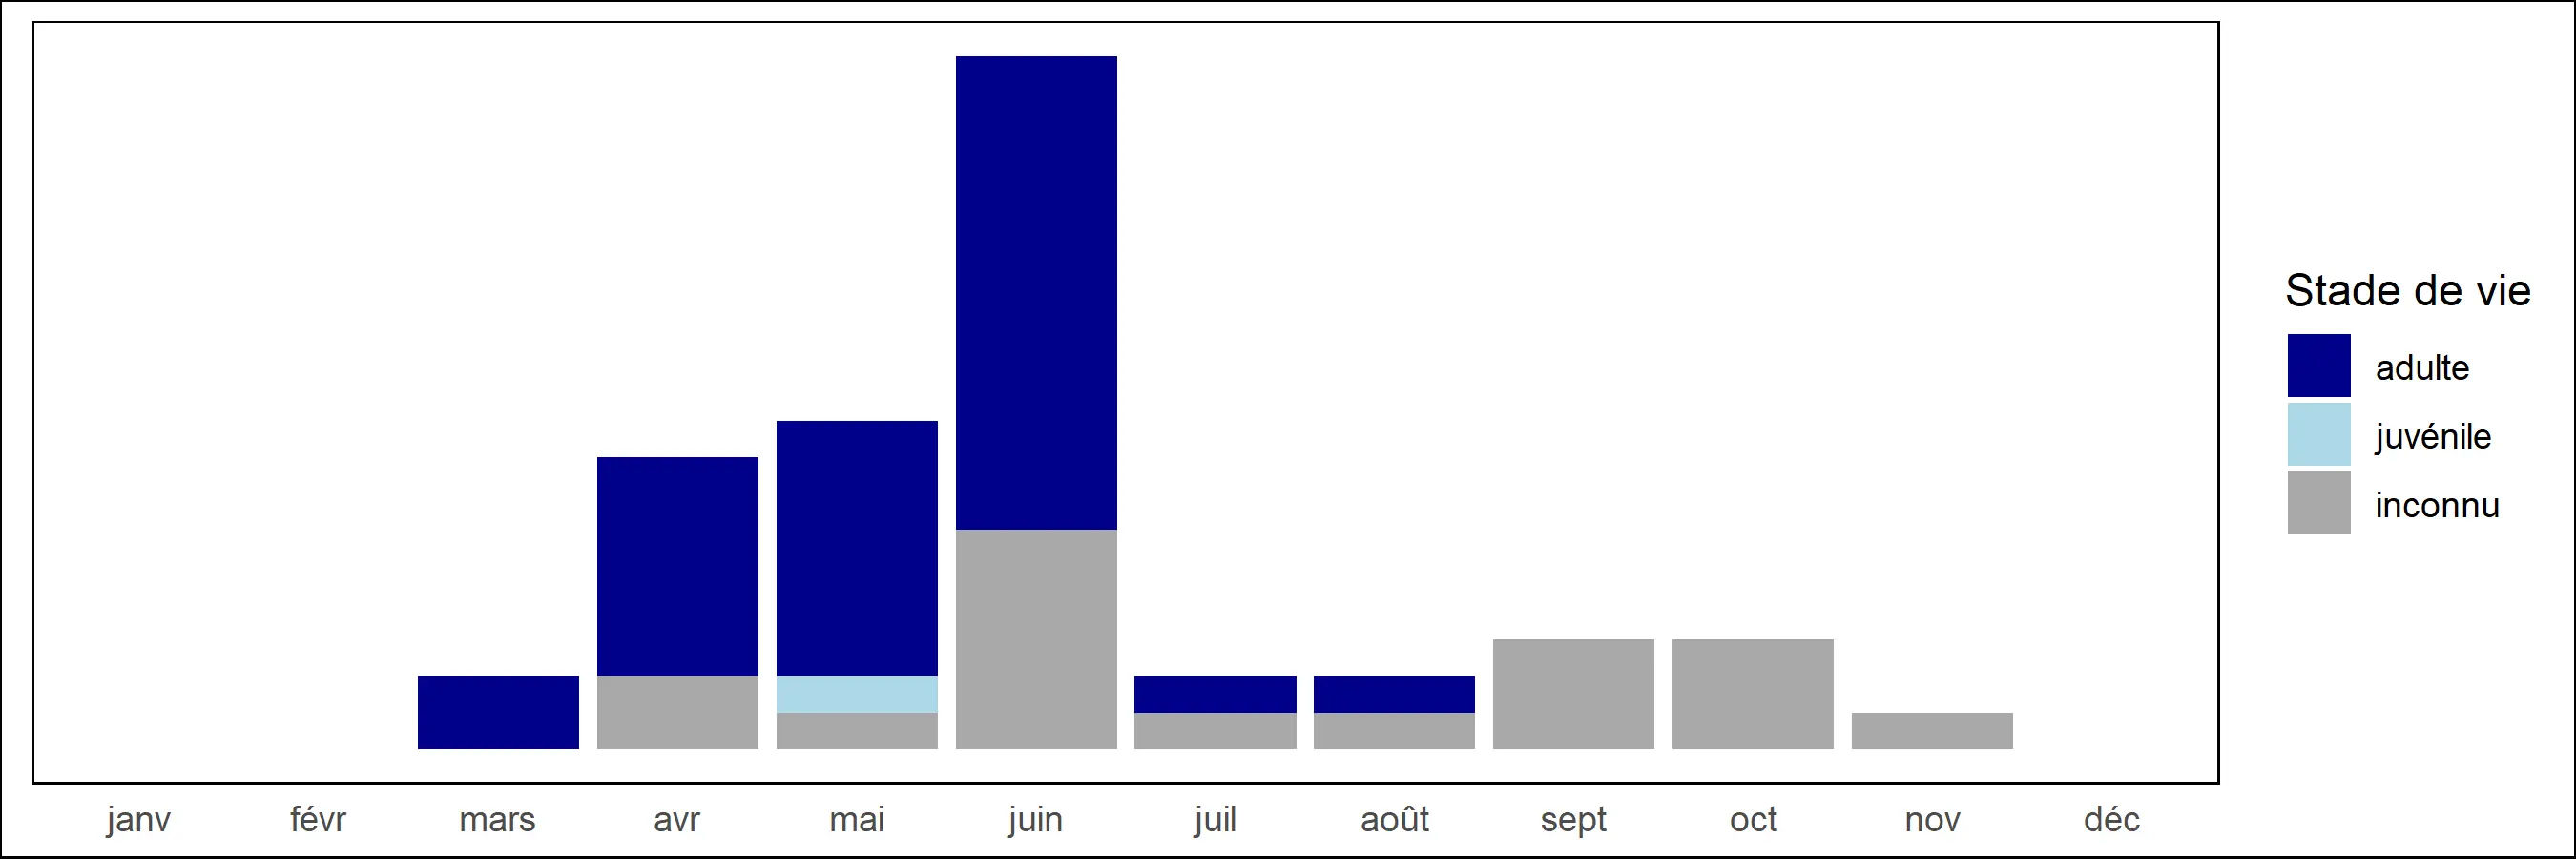 Stade de vie
adulte
juvénile
inconnu
janv févr mars avr mai juin juil août sept oct nov déc